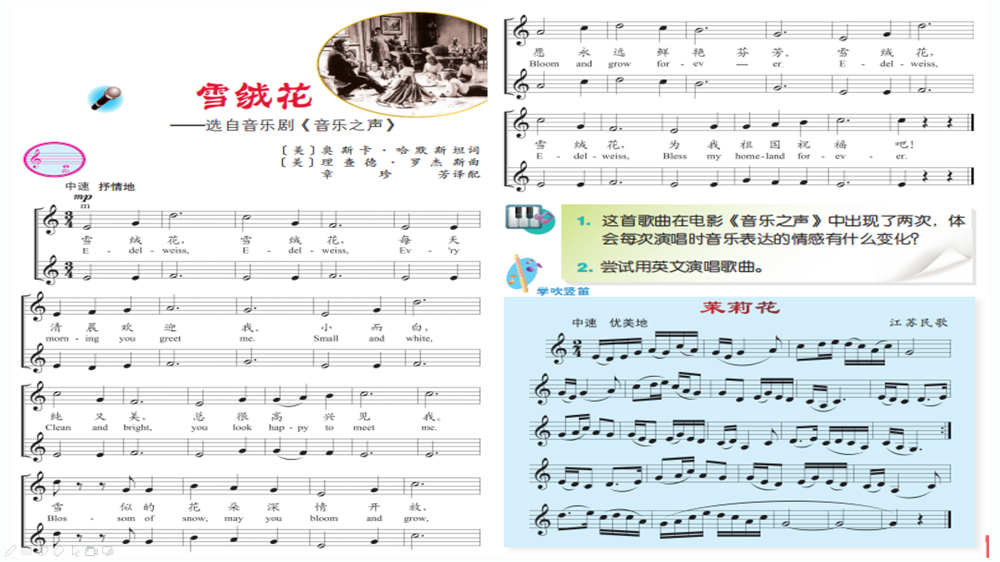 雪绒花
——选自音乐剧《音乐之声》
〔美〕奥斯卡·哈默斯坦词
〔美〕理查德·罗杰斯曲
章珍芳译配
do
中速 抒情地
mp
m
3
4
雪 绒 花, 雪 绒 花, 每 天
E - del - weiss, E - del - weiss, Ev - 'ry
3
4
清 晨 欢 迎 我。 小 而 白,
morn - ing you greet me. Small and white,
纯 又 美, 总 很 高 兴 见 我。
Clean and bright, you look hap - py to meet me.
雪 似 的 花 朵 深 情 开 放,
Blos - som of snow, may you bloom and grow,
愿 永 远 鲜 艳 芬 芳。 雪 绒 花,
Bloom and grow for - ev — er. E - del - weiss,
雪 绒 花, 为 我 祖 国 祝 福 吧!
E - del - weiss, Bless my home-land for - ev - er.
1. 这首歌曲在电影《音乐之声》中出现了两次，体
会每次演唱时音乐表达的情感有什么变化?
2. 尝试用英文演唱歌曲。
学吹竖笛
茉莉花
中速 优美地 江苏民歌
2
4